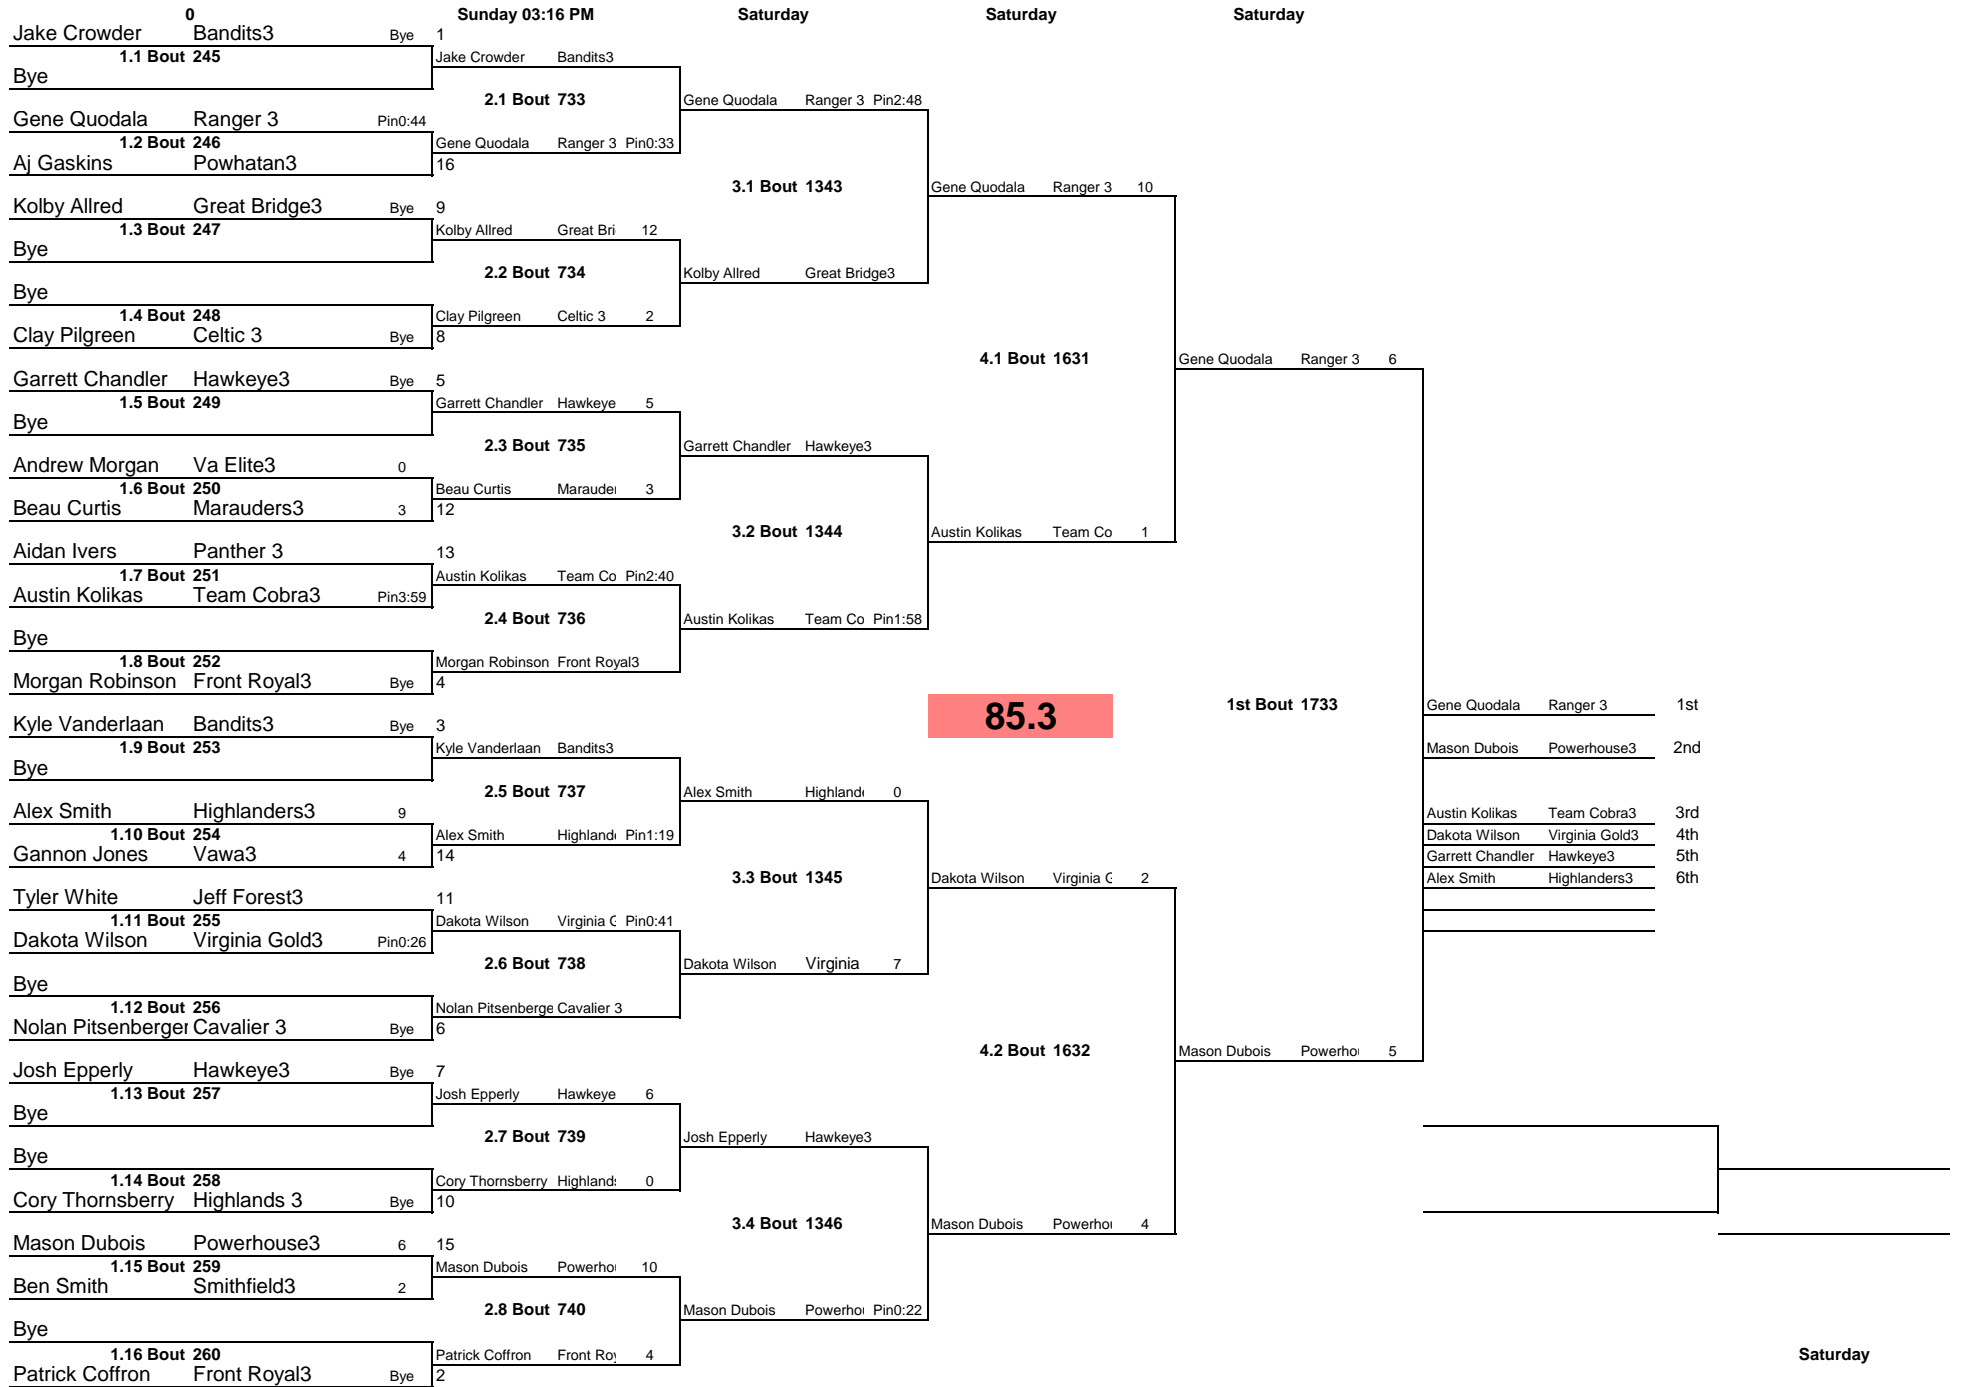 0 Sunday 03:16 PM Saturday Saturday Saturday
Jake Crowder Bandits3 Bye 1
1.1 Bout 245
Jake Crowder Bandits3
Bye
2.1 Bout 733
Gene Quodala Ranger 3 Pin2:48
Gene Quodala Ranger 3 Pin0:44
1.2 Bout 246
Gene Quodala Ranger 3 Pin0:33
Aj Gaskins Powhatan3 16
3.1 Bout 1343
Gene Quodala Ranger 3 10
Kolby Allred Great Bridge3 Bye 9
1.3 Bout 247
Kolby Allred Great Bri 12
Bye
2.2 Bout 734
Kolby Allred Great Bridge3
Bye
1.4 Bout 248
Clay Pilgreen Celtic 3 2
Clay Pilgreen Celtic 3 Bye 8
4.1 Bout 1631
Gene Quodala Ranger 3 6
Garrett Chandler Hawkeye3 Bye 5
1.5 Bout 249
Garrett Chandler Hawkeye 5
Bye
2.3 Bout 735
Garrett Chandler Hawkeye3
Andrew Morgan Va Elite3 0
1.6 Bout 250
Beau Curtis Maraude 3
Beau Curtis Marauders3 3 12
3.2 Bout 1344
Austin Kolikas Team Co 1
Aidan Ivers Panther 3 13
1.7 Bout 251
Austin Kolikas Team Co Pin2:40
Austin Kolikas Team Cobra3 Pin3:59
2.4 Bout 736
Austin Kolikas Team Co Pin1:58
Bye
1.8 Bout 252
Morgan Robinson Front Royal3
Morgan Robinson Front Royal3 Bye 4
85.3
1st Bout 1733
Gene Quodala Ranger 3 1st
Kyle Vanderlaan Bandits3 Bye 3
1.9 Bout 253
Kyle Vanderlaan Bandits3
Mason Dubois Powerhouse3 2nd
Bye
2.5 Bout 737
Alex Smith Highland 0
Alex Smith Highlanders3 9
Austin Kolikas Team Cobra3 3rd
1.10 Bout 254
Alex Smith Highland Pin1:19
Dakota Wilson Virginia Gold3 4th
Gannon Jones Vawa3 4 14
Garrett Chandler Hawkeye3 5th
3.3 Bout 1345
Dakota Wilson Virginia G 2
Alex Smith Highlanders3 6th
Tyler White Jeff Forest3 11
1.11 Bout 255
Dakota Wilson Virginia G Pin0:41
Dakota Wilson Virginia Gold3 Pin0:26
2.6 Bout 738
Dakota Wilson Virginia 7
Bye
1.12 Bout 256
Nolan Pitsenberge Cavalier 3
Nolan Pitsenberger Cavalier 3 Bye 6
4.2 Bout 1632
Mason Dubois Powerhou 5
Josh Epperly Hawkeye3 Bye 7
1.13 Bout 257
Josh Epperly Hawkeye 6
Bye
2.7 Bout 739
Josh Epperly Hawkeye3
Bye
1.14 Bout 258
Cory Thornsberry Highlands 0
Cory Thornsberry Highlands 3 Bye 10
3.4 Bout 1346
Mason Dubois Powerhou 4
Mason Dubois Powerhouse3 6 15
1.15 Bout 259
Mason Dubois Powerhou 10
Ben Smith Smithfield3 2
2.8 Bout 740
Mason Dubois Powerhou Pin0:22
Bye
1.16 Bout 260
Patrick Coffron Front Roy 4
Saturday
Patrick Coffron Front Royal3 Bye 2